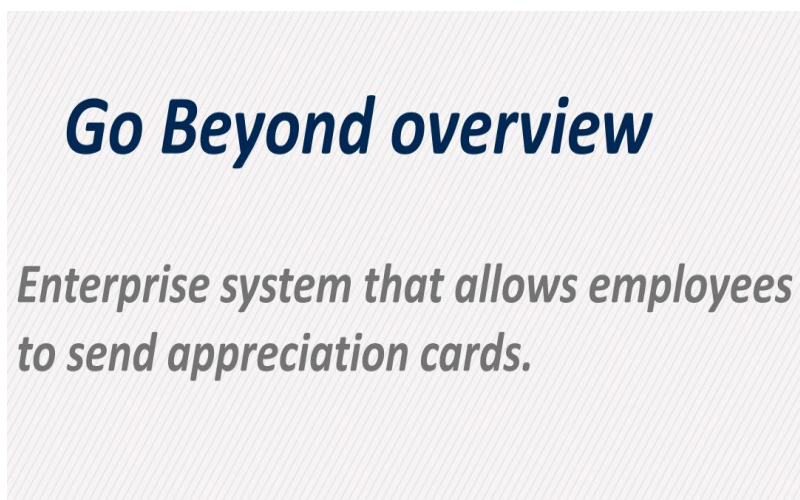 Go Beyond overview
Enterprise system that allows employees
to send appreciation cards.